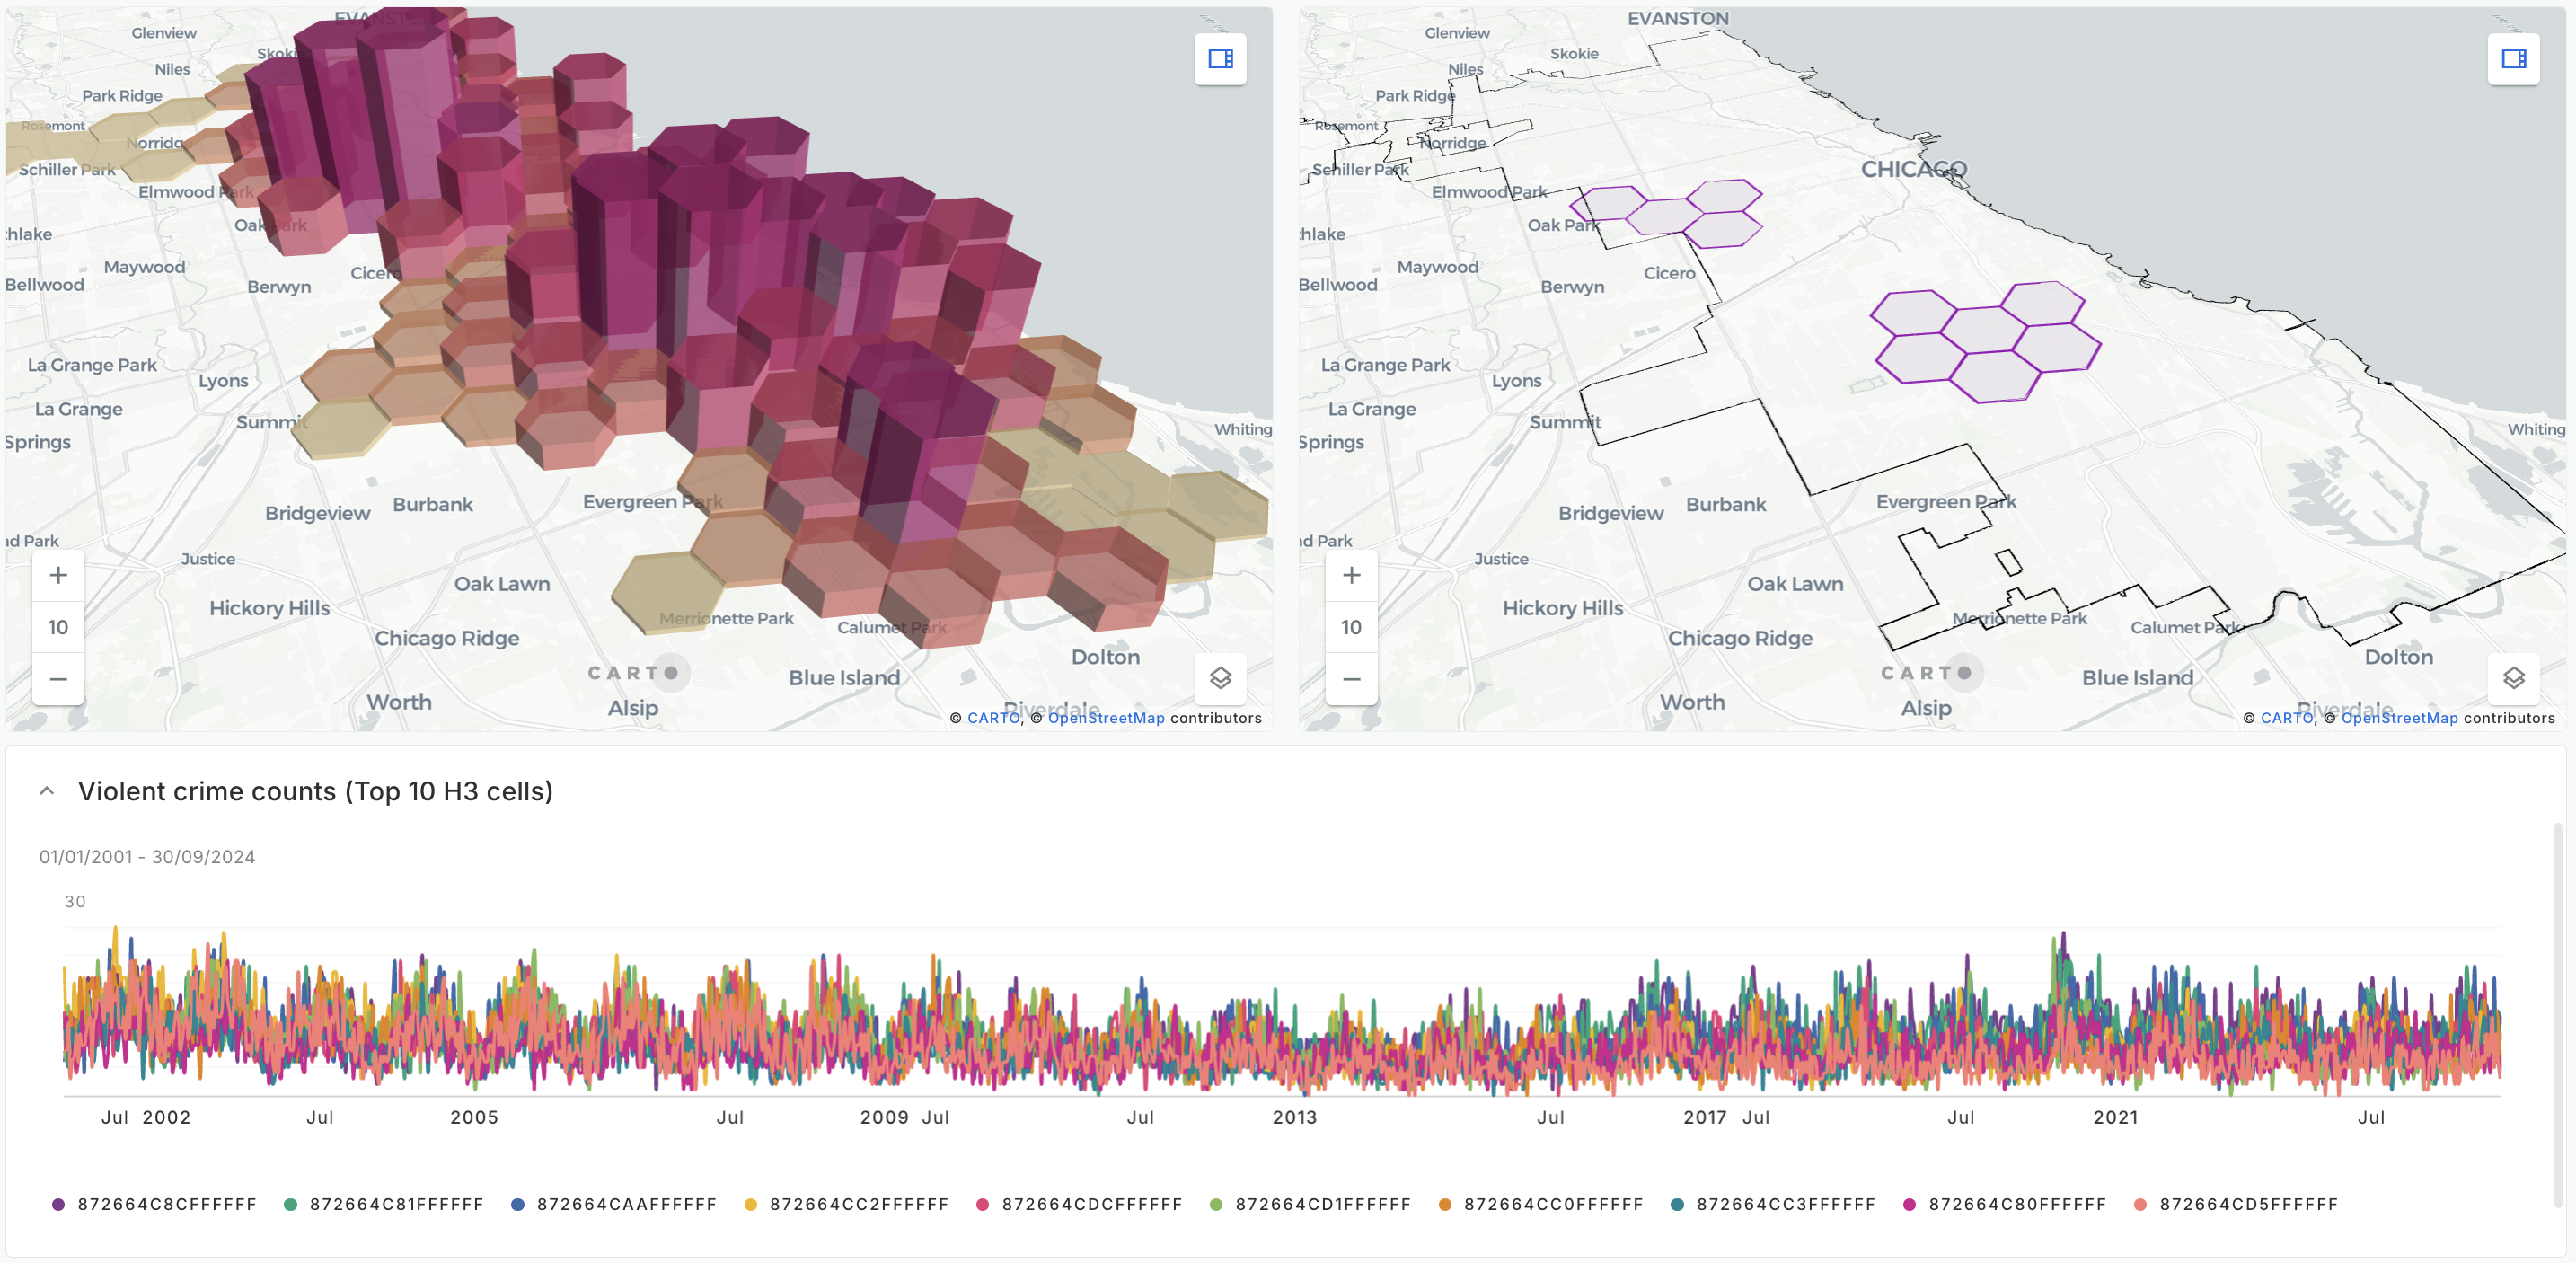 EVANSTON
Glenview
Skoki
Niles
Park Ridge
Rosemont
Norridg
Schiller Park
Elmwood Park
Oak Park
hlake
Maywood
Cicero
Bellwood
Berwyn
La Grange Park
Lyons
La Grange
Summit
Springs
Whiting
Burbank
Evergreen Park
Bridgeview
d Park
Justice
Oak Lawn
Hickory Hills
Merrionette Park
Calumet Park
Chicago Ridge
Dolton
Blue Island
Worth
Alsip
Riverdale
+
10
−
CARTO
© CARTO, © OpenStreetMap contributors
EVANSTON
Glenview
Skokie
Niles
Park Ridge
Rosemont
Norridge
CHICAGO
Schiller Park
Elmwood Park
Oak Park
hlake
Maywood
Cicero
Bellwood
Berwyn
La Grange Park
Lyons
La Grange
Summit
Springs
Whiting
Burbank
Evergreen Park
Bridgeview
d Park
Justice
Oak Lawn
Hickory Hills
Merrionette Park
Calumet Park
Chicago Ridge
Dolton
Blue Island
Worth
Alsip
Riverdale
+
10
−
CARTO
© CARTO, © OpenStreetMap contributors
Violent crime counts (Top 10 H3 cells)
01/01/2001 - 30/09/2024
30
Jul 2002 Jul 2005 Jul 2009 Jul Jul 2013 Jul 2017 Jul Jul 2021 Jul
872664C8CFFFFFF 872664C81FFFFFF 872664CAAFFFFFF 872664CC2FFFFFF 872664CDCFFFFFF 872664CD1FFFFFF 872664CC0FFFFFF 872664CC3FFFFFF 872664C80FFFFFF 872664CD5FFFFFF